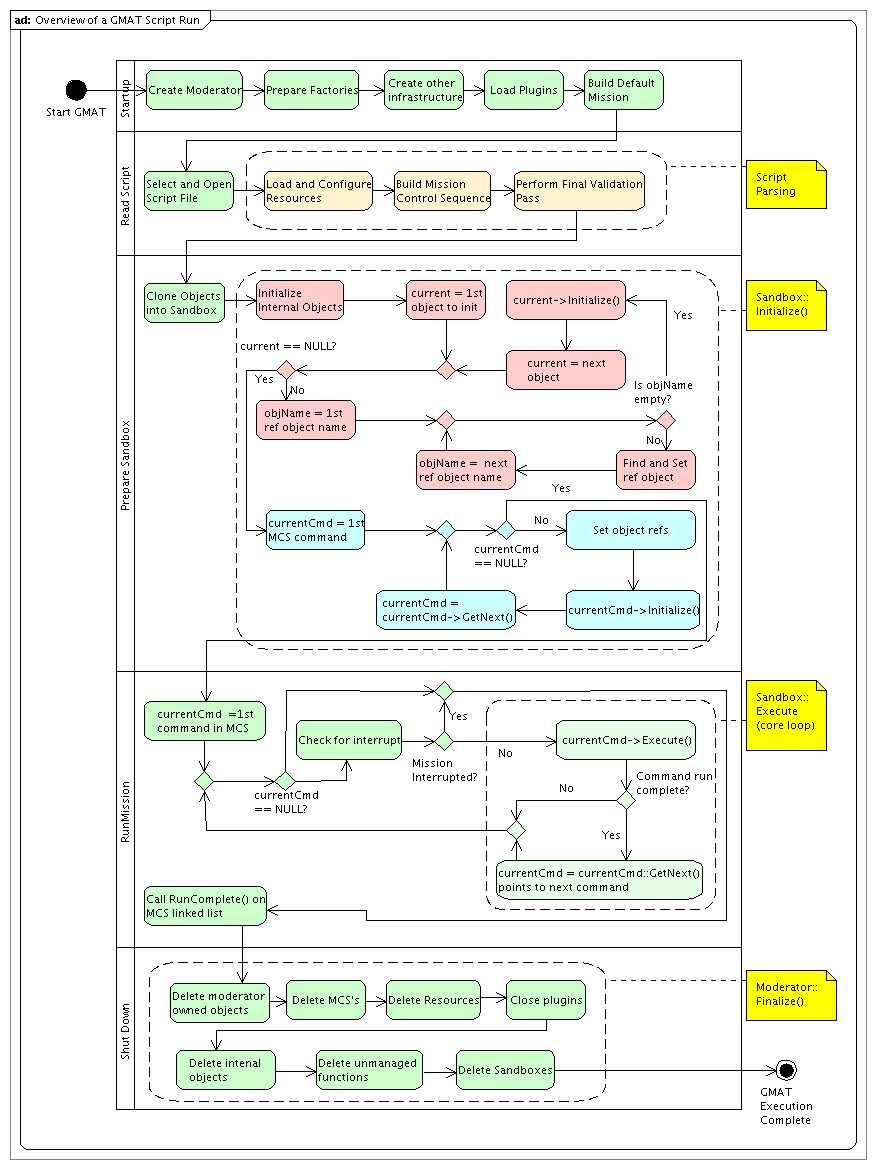 ad: Overview of a GMAT Script Run
Startup
Start GMAT
Create Moderator
Prepare Factories
Create other
infrastructure
Load Plugins
Build Default
Mission
Read Script
Select and Open
Script File
Load and Configure
Resources
Build Mission
Control Sequence
Perform Final Validation
Pass
Script
Parsing
Prepare Sandbox
Clone Objects
into Sandbox
Initialize
Internal Objects
current = 1st
object to init
current->Initialize()
Yes
Sandbox::
Initialize()
current == NULL?
current = next
object
Yes
No
Is objName
empty?
objName = 1st
ref object name
No
objName = next
ref object name
Find and Set
ref object
Yes
currentCmd = 1st
MCS command
No
Set object refs
currentCmd
== NULL?
currentCmd =
currentCmd->GetNext()
currentCmd->Initialize()
RunMission
currentCmd =1st
command in MCS
Yes
Check for interrupt
Mission
Interrupted?
No
currentCmd->Execute()
Sandbox::
Execute
(core loop)
currentCmd
== NULL?
Command run
complete?
No
Yes
currentCmd = currentCmd::GetNext()
points to next command
Call RunComplete() on
MCS linked list
Shut Down
Delete moderator
owned objects
Delete MCS's
Delete Resources
Close plugins
Moderator::
Finalize()
Delete intenal
objects
Delete unmanaged
functions
Delete Sandboxes
GMAT
Execution
Complete